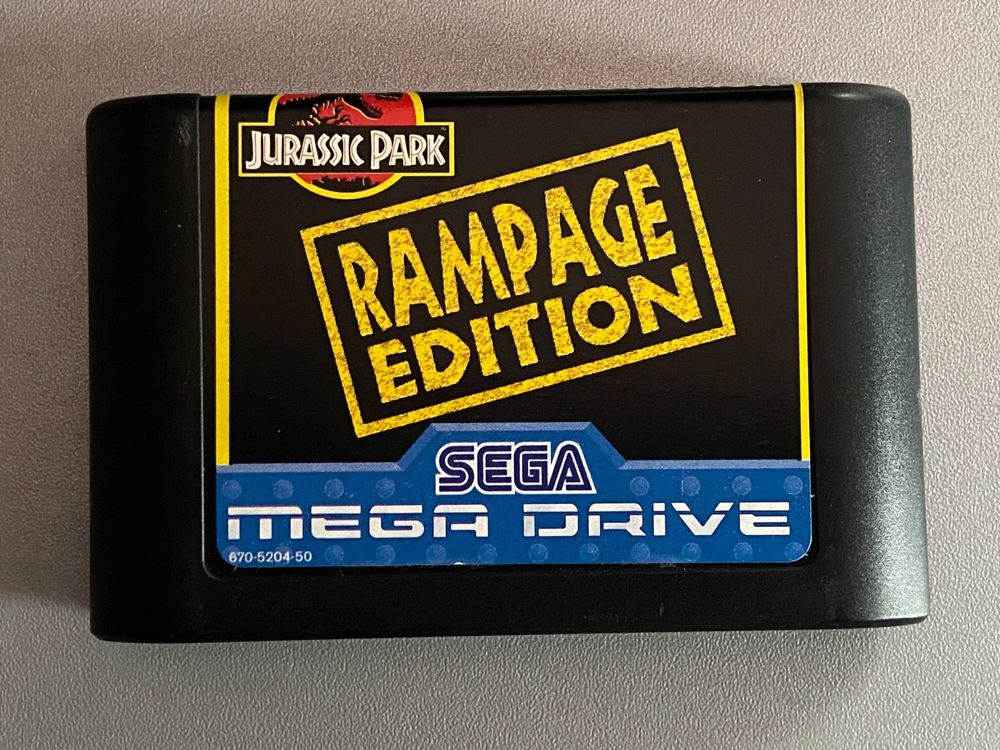 JURASSIC PARK
RAMPAGE
EDITION
SEGA
MEGA DRIVE
670-5204-50